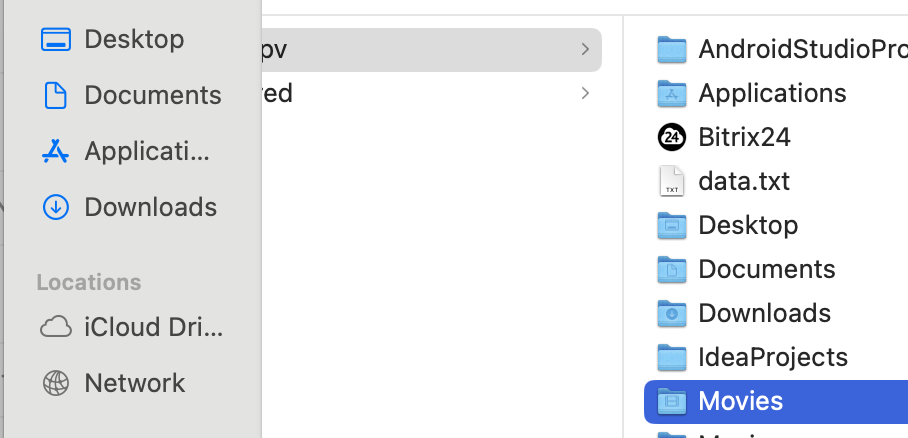 Desktop
Documents
Applicati...
Downloads
Locations
iCloud Dri...
Network
pv
red
AndroidStudioPro
Applications
24
Bitrix24
TXT
data.txt
Desktop
Documents
Downloads
IdeaProjects
Movies